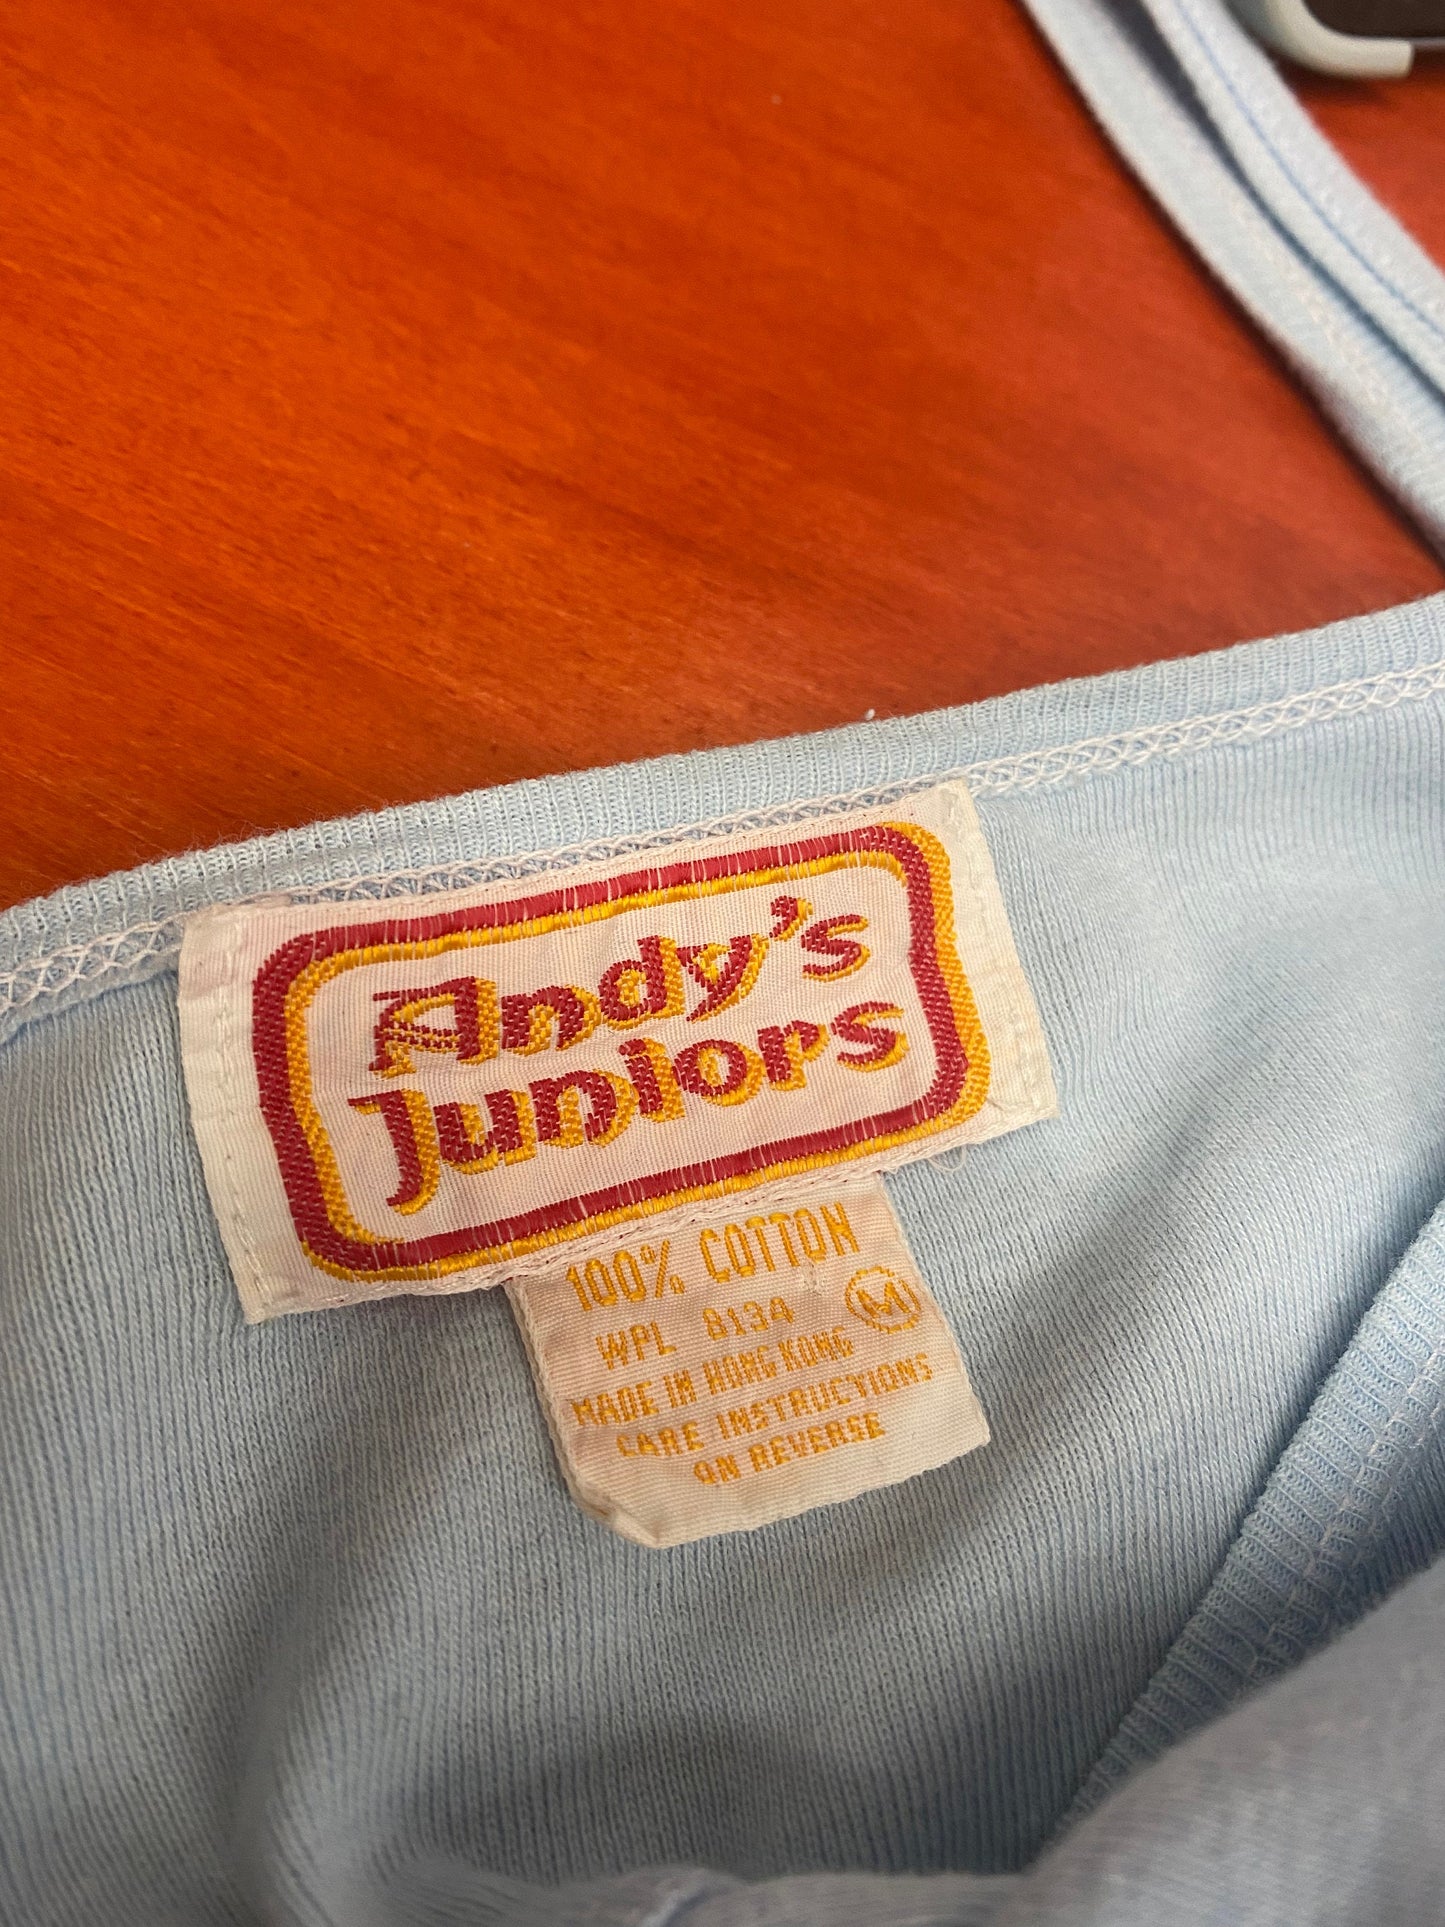 Andy's
Juniors
100% COTTON
WPL 8134 M
MADE IN HONG KONG
CARE INSTRUCTIONS
ON REVERSE